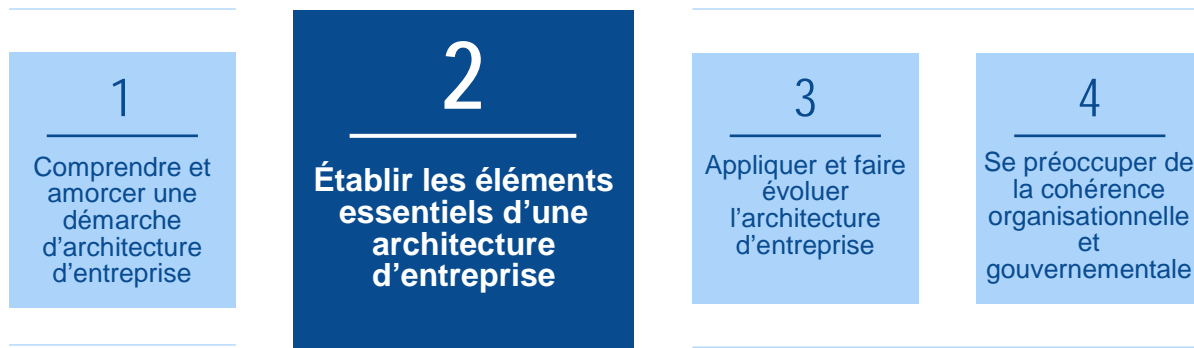 1
Comprendre et
amorcer une
démarche
d’architecture
d’entreprise
2
Établir les éléments
essentiels d’une
architecture
d’entreprise
3
Appliquer et faire
évoluer
l’architecture
d’entreprise
4
Se préoccuper de
la cohérence
organisationnelle
et
gouvernementale